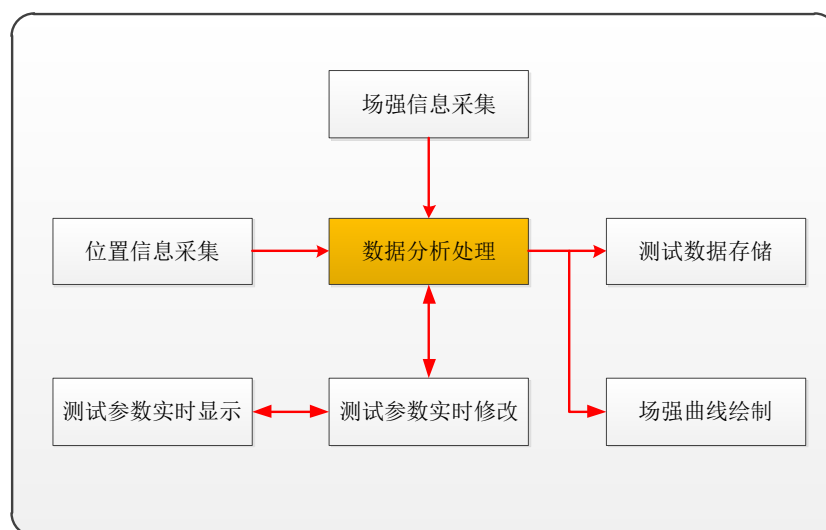 场强信息采集
位置信息采集
数据分析处理
测试数据存储
测试参数实时显示
测试参数实时修改
场强曲线绘制